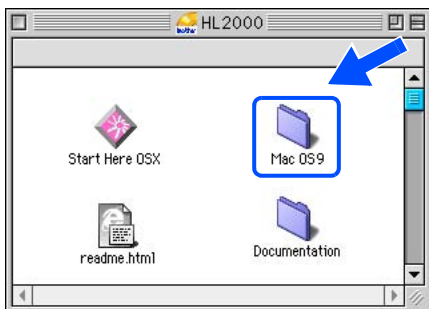 HL2000
Start Here OSX
Mac OS9
readme.html
Documentation